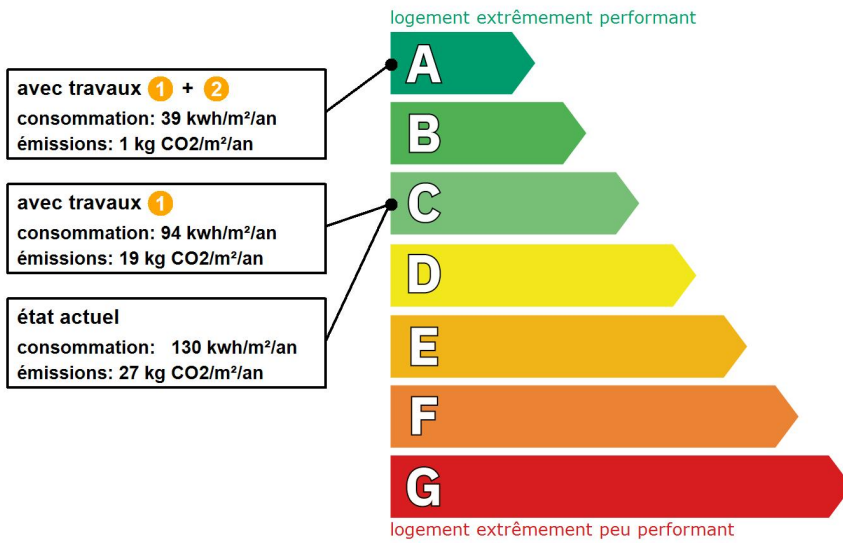 logement extrêmement performant
A
avec travaux 1 + 2
consommation: 39 kwh/m²/an
émissions: 1 kg CO2/m²/an
B
avec travaux 1
consommation: 94 kwh/m²/an
émissions: 19 kg CO2/m²/an
C
D
état actuel
consommation: 130 kwh/m²/an
émissions: 27 kg CO2/m²/an
E
F
G
logement extrêmement peu performant